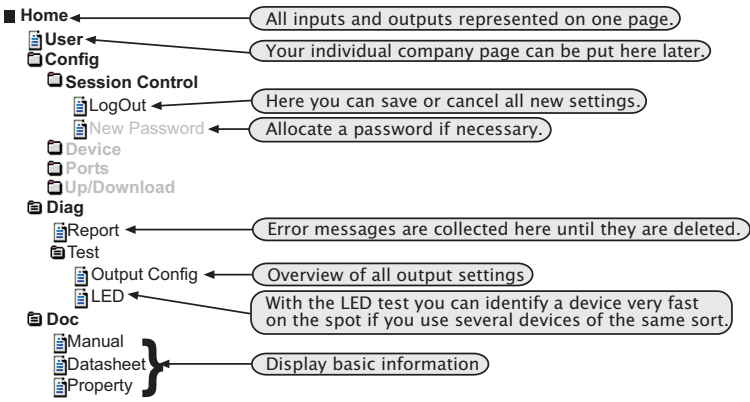 Home
All inputs and outputs represented on one page.
User
Your individual company page can be put here later.
Config
Session Control
LogOut
Here you can save or cancel all new settings.
New Password
Allocate a password if necessary.
Device
Ports
Up/Download
Diag
Report
Error messages are collected here until they are deleted.
Test
Output Config
Overview of all output settings
LED
With the LED test you can identify a device very fast
on the spot if you use several devices of the same sort.
Doc
Manual
Datasheet
Display basic information
Property